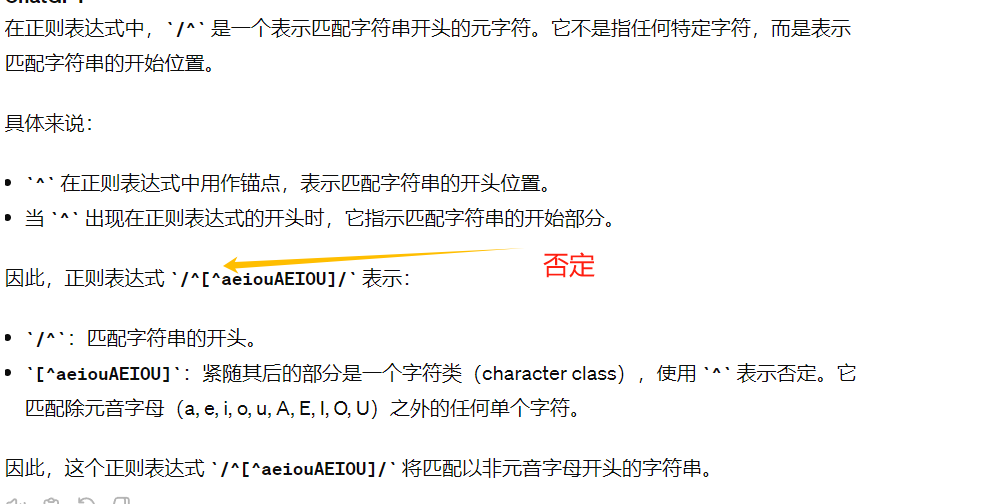 在正则表达式中，`/^` 是一个表示匹配字符串开头的元字符。它不是指任何特定字符，而是表示
匹配字符串的开始位置。
具体来说：
• `^` 在正则表达式中用作锚点，表示匹配字符串的开头位置。
• 当 `^` 出现在正则表达式的开头时，它指示匹配字符串的开始部分。
否定
因此，正则表达式 `/^[^aeiouAEIOU]/` 表示：
• `/^`：匹配字符串的开头。
• `[^aeiouAEIOU]`：紧随其后的部分是一个字符类（character class），使用 `^` 表示否定。它
匹配除元音字母（a, e, i, o, u, A, E, I, O, U）之外的任何单个字符。
因此，这个正则表达式 `/^[^aeiouAEIOU]/` 将匹配以非元音字母开头的字符串。